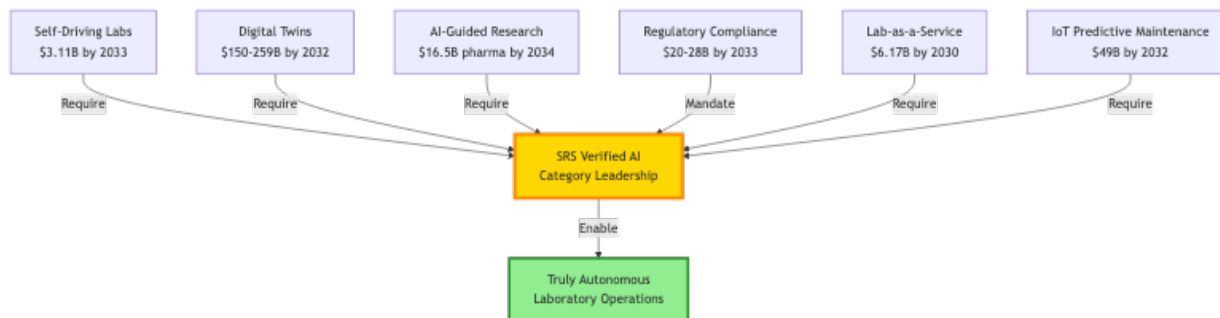 Self-Driving Labs
$3.11B by 2033
Digital Twins
$150-259B by 2032
AI-Guided Research
$16.5B pharma by 2034
Regulatory Compliance
$20-28B by 2033
Lab-as-a-Service
$6.17B by 2030
IoT Predictive Maintenance
$49B by 2032
Require
Require
Require
Mandate
Require
Require
SRS Verified AI
Category Leadership
Enable
Truly Autonomous
Laboratory Operations